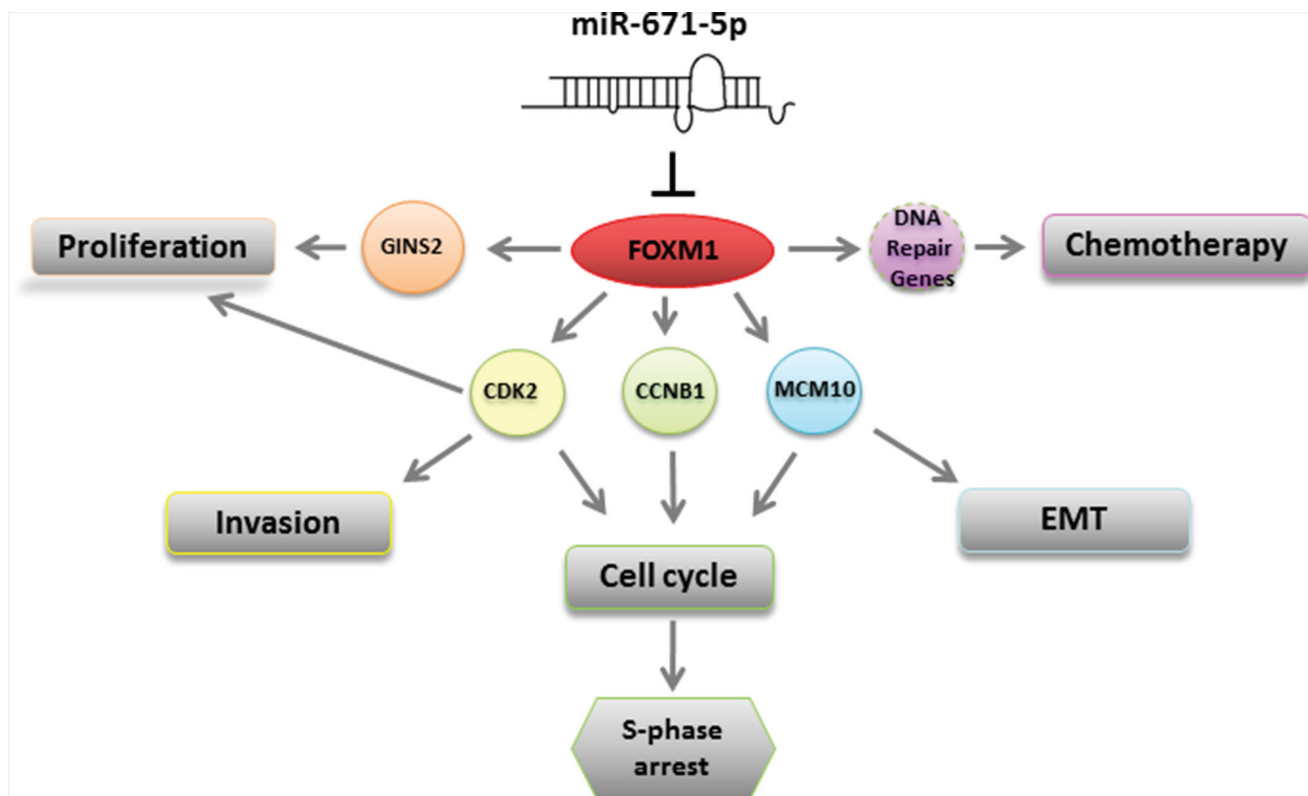 miR-671-5p
Proliferation
GINS2
FOXM1
DNA
Repair
Genes
Chemotherapy
CDK2
CCNB1
MCM10
Invasion
EMT
Cell cycle
S-phase
arrest